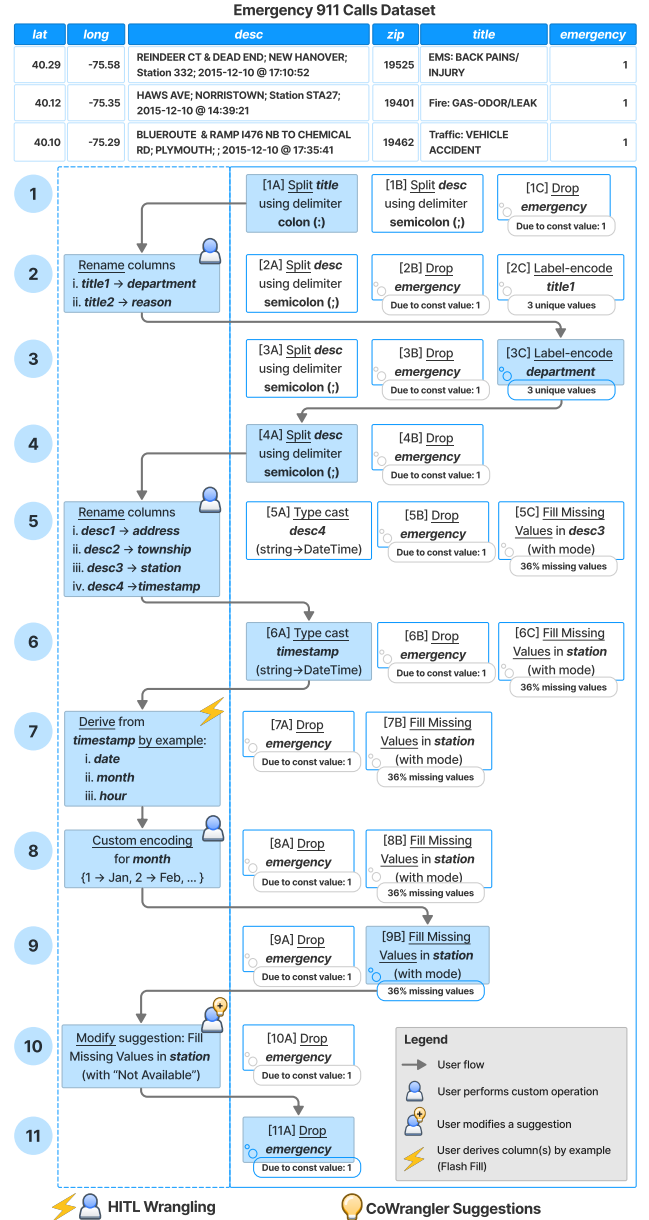 Emergency 911 Calls Dataset
lat long desc zip title emergency
40.29 -75.58 REINDEER CT & DEAD END; NEW HANOVER; Station 332; 2015-12-10 @ 17:10:52 19525 EMS: BACK PAINS/ INJURY 1
40.12 -75.35 HAWS AVE; NORRISTOWN; Station STA27; 2015-12-10 @ 14:39:21 19401 Fire: GAS-ODOR/LEAK 1
40.10 -75.29 BLUEROUTE & RAMP I476 NB TO CHEMICAL RD; PLYMOUTH; ; 2015-12-10 @ 17:35:41 19462 Traffic: VEHICLE ACCIDENT 1
1
[1A] Split title
using delimiter
colon (:)
[1B] Split desc
using delimiter
semicolon (;)
[1C] Drop
emergency
Due to const value: 1
2
Rename columns
i. title1 → department
ii. title2 → reason
[2A] Split desc
using delimiter
semicolon (;)
[2B] Drop
emergency
Due to const value: 1
[2C] Label-encode
title1
3 unique values
3
[3A] Split desc
using delimiter
semicolon (;)
[3B] Drop
emergency
Due to const value: 1
[3C] Label-encode
department
3 unique values
4
[4A] Split desc
using delimiter
semicolon (;)
[4B] Drop
emergency
Due to const value: 1
5
Rename columns
i. desc1 → address
ii. desc2 → township
iii. desc3 → station
iv. desc4 →timestamp
[5A] Type cast
desc4
(string→DateTime)
[5B] Drop
emergency
Due to const value: 1
[5C] Fill Missing
Values in desc3
(with mode)
36% missing values
6
[6A] Type cast
timestamp
(string→DateTime)
[6B] Drop
emergency
Due to const value: 1
[6C] Fill Missing
Values in station
(with mode)
36% missing values
7
Derive from
timestamp by example:
i. date
ii. month
iii. hour
[7A] Drop
emergency
Due to const value: 1
[7B] Fill Missing
Values in station
(with mode)
36% missing values
8
Custom encoding
for month
{1 → Jan, 2 → Feb, ... }
[8A] Drop
emergency
Due to const value: 1
[8B] Fill Missing
Values in station
(with mode)
36% missing values
9
[9A] Drop
emergency
Due to const value: 1
[9B] Fill Missing
Values in station
(with mode)
36% missing values
10
Modify suggestion: Fill
Missing Values in station
(with “Not Available”)
[10A] Drop
emergency
Due to const value: 1
11
[11A] Drop
emergency
Due to const value: 1
Legend
User flow
User performs custom operation
User modifies a suggestion
User derives column(s) by example
(Flash Fill)
HITL Wrangling
CoWrangler Suggestions